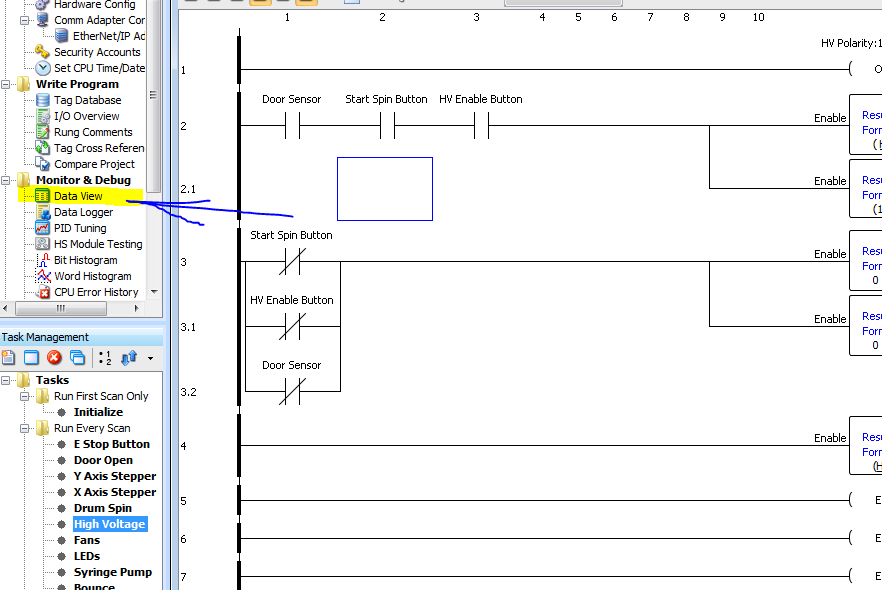 Hardware Config
Comm Adapter Cor
EtherNet/IP Ad
Security Accounts
Set CPU Time/Date
Write Program
Tag Database
I/O Overview
Rung Comments
Tag Cross Referen
Compare Project
Monitor & Debug
Data View
Data Logger
PID Tuning
HS Module Testing
Bit Histogram
Word Histogram
CPU Error History
Task Management
Tasks
Run First Scan Only
Initialize
Run Every Scan
E Stop Button
Door Open
Y Axis Stepper
X Axis Stepper
Drum Spin
High Voltage
Fans
LEDs
Syringe Pump
Bounce
1 2 3 4 5 6 7 8 9 10
HV Polarity:1
1
Door Sensor Start Spin Button HV Enable Button
2
Enable
Resu
Form
2.1
Enable
Resu
Form
(1
Start Spin Button
3
Enable
Resu
Form
0
HV Enable Button
3.1
Enable
Resu
Form
0
Door Sensor
3.2
4
Enable
Resu
Form
(H
5
E
6
E
7
E